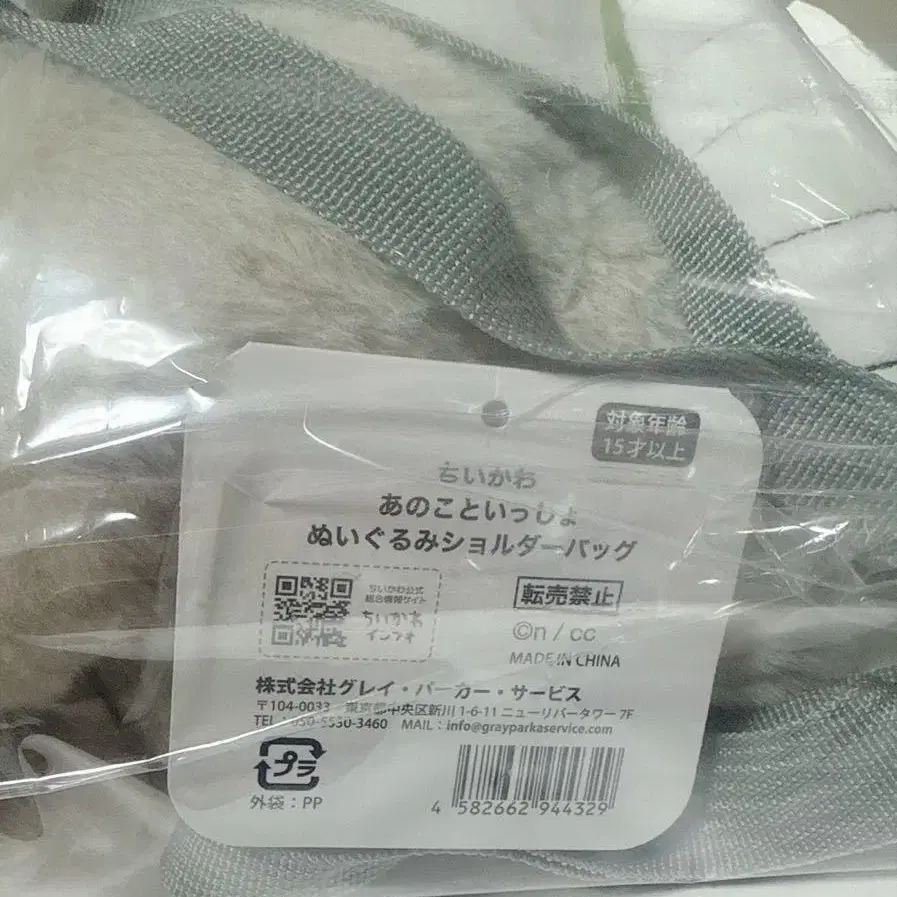 対象年齢
15才以上
ちいかわ
あのこといっしょ
ぬいぐるみショルダーバッグ
ちいかわ公式
総合情報サイト
ちいかわ
インフォ
転売禁止
©n / cc
MADE IN CHINA
株式会社グレイ・パーカー・サービス
〒104-0033 東京都中央区新川1-6-11 ニューリバータワー 7F
TEL：050-5530-3460 MAIL：info@grayparkaservice.com
プラ
外袋：PP
4 582662 944329